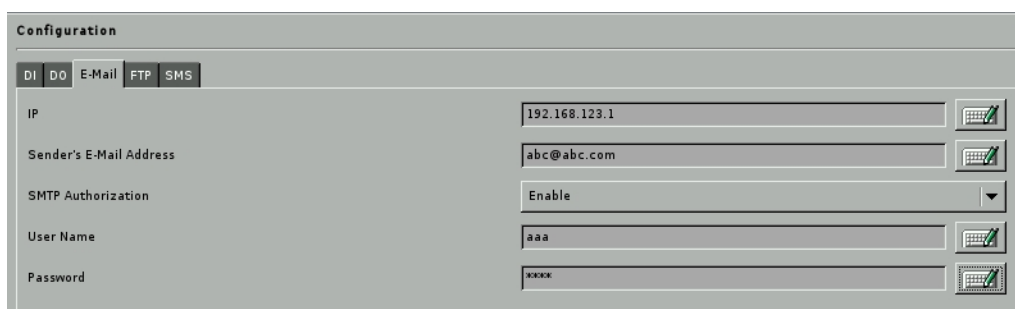 Configuration
DI DO E-Mail FTP SMS
IP 192.168.123.1
Sender's E-Mail Address abc@abc.com
SMTP Authorization Enable
User Name aaa
Password ****